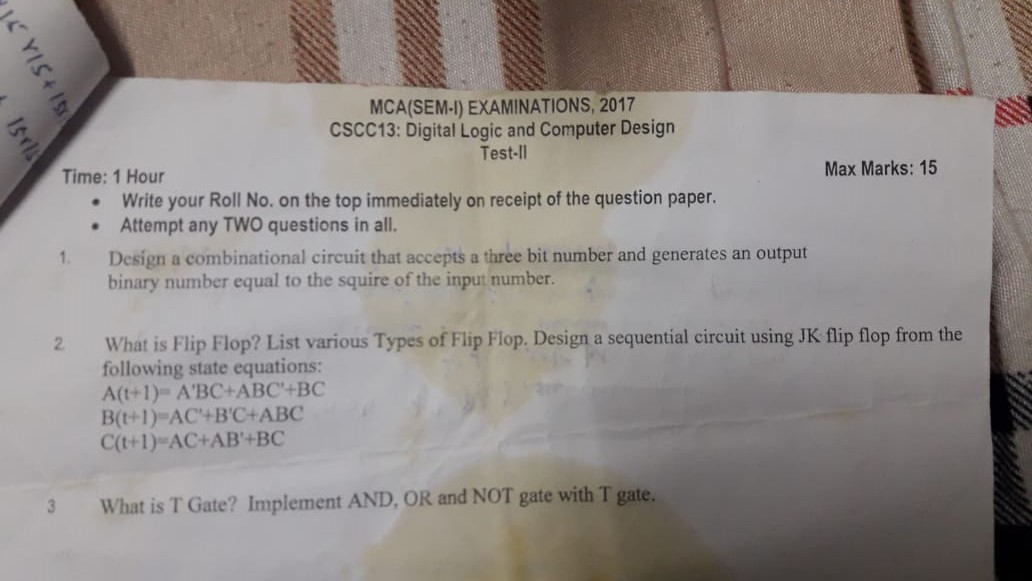 MCA(SEM-I) EXAMINATIONS, 2017
CSCC13: Digital Logic and Computer Design
Test-II
Time: 1 Hour
Max Marks: 15
• Write your Roll No. on the top immediately on receipt of the question paper.
• Attempt any TWO questions in all.
1. Design a combinational circuit that accepts a three bit number and generates an output
binary number equal to the squire of the input number.
2. What is Flip Flop? List various Types of Flip Flop. Design a sequential circuit using JK flip flop from the
following state equations:
A(t+1)= A'BC+ABC'+BC
B(t+1)=AC'+B'C+ABC
C(t+1)=AC+AB'+BC
3 What is T Gate? Implement AND, OR and NOT gate with T gate.